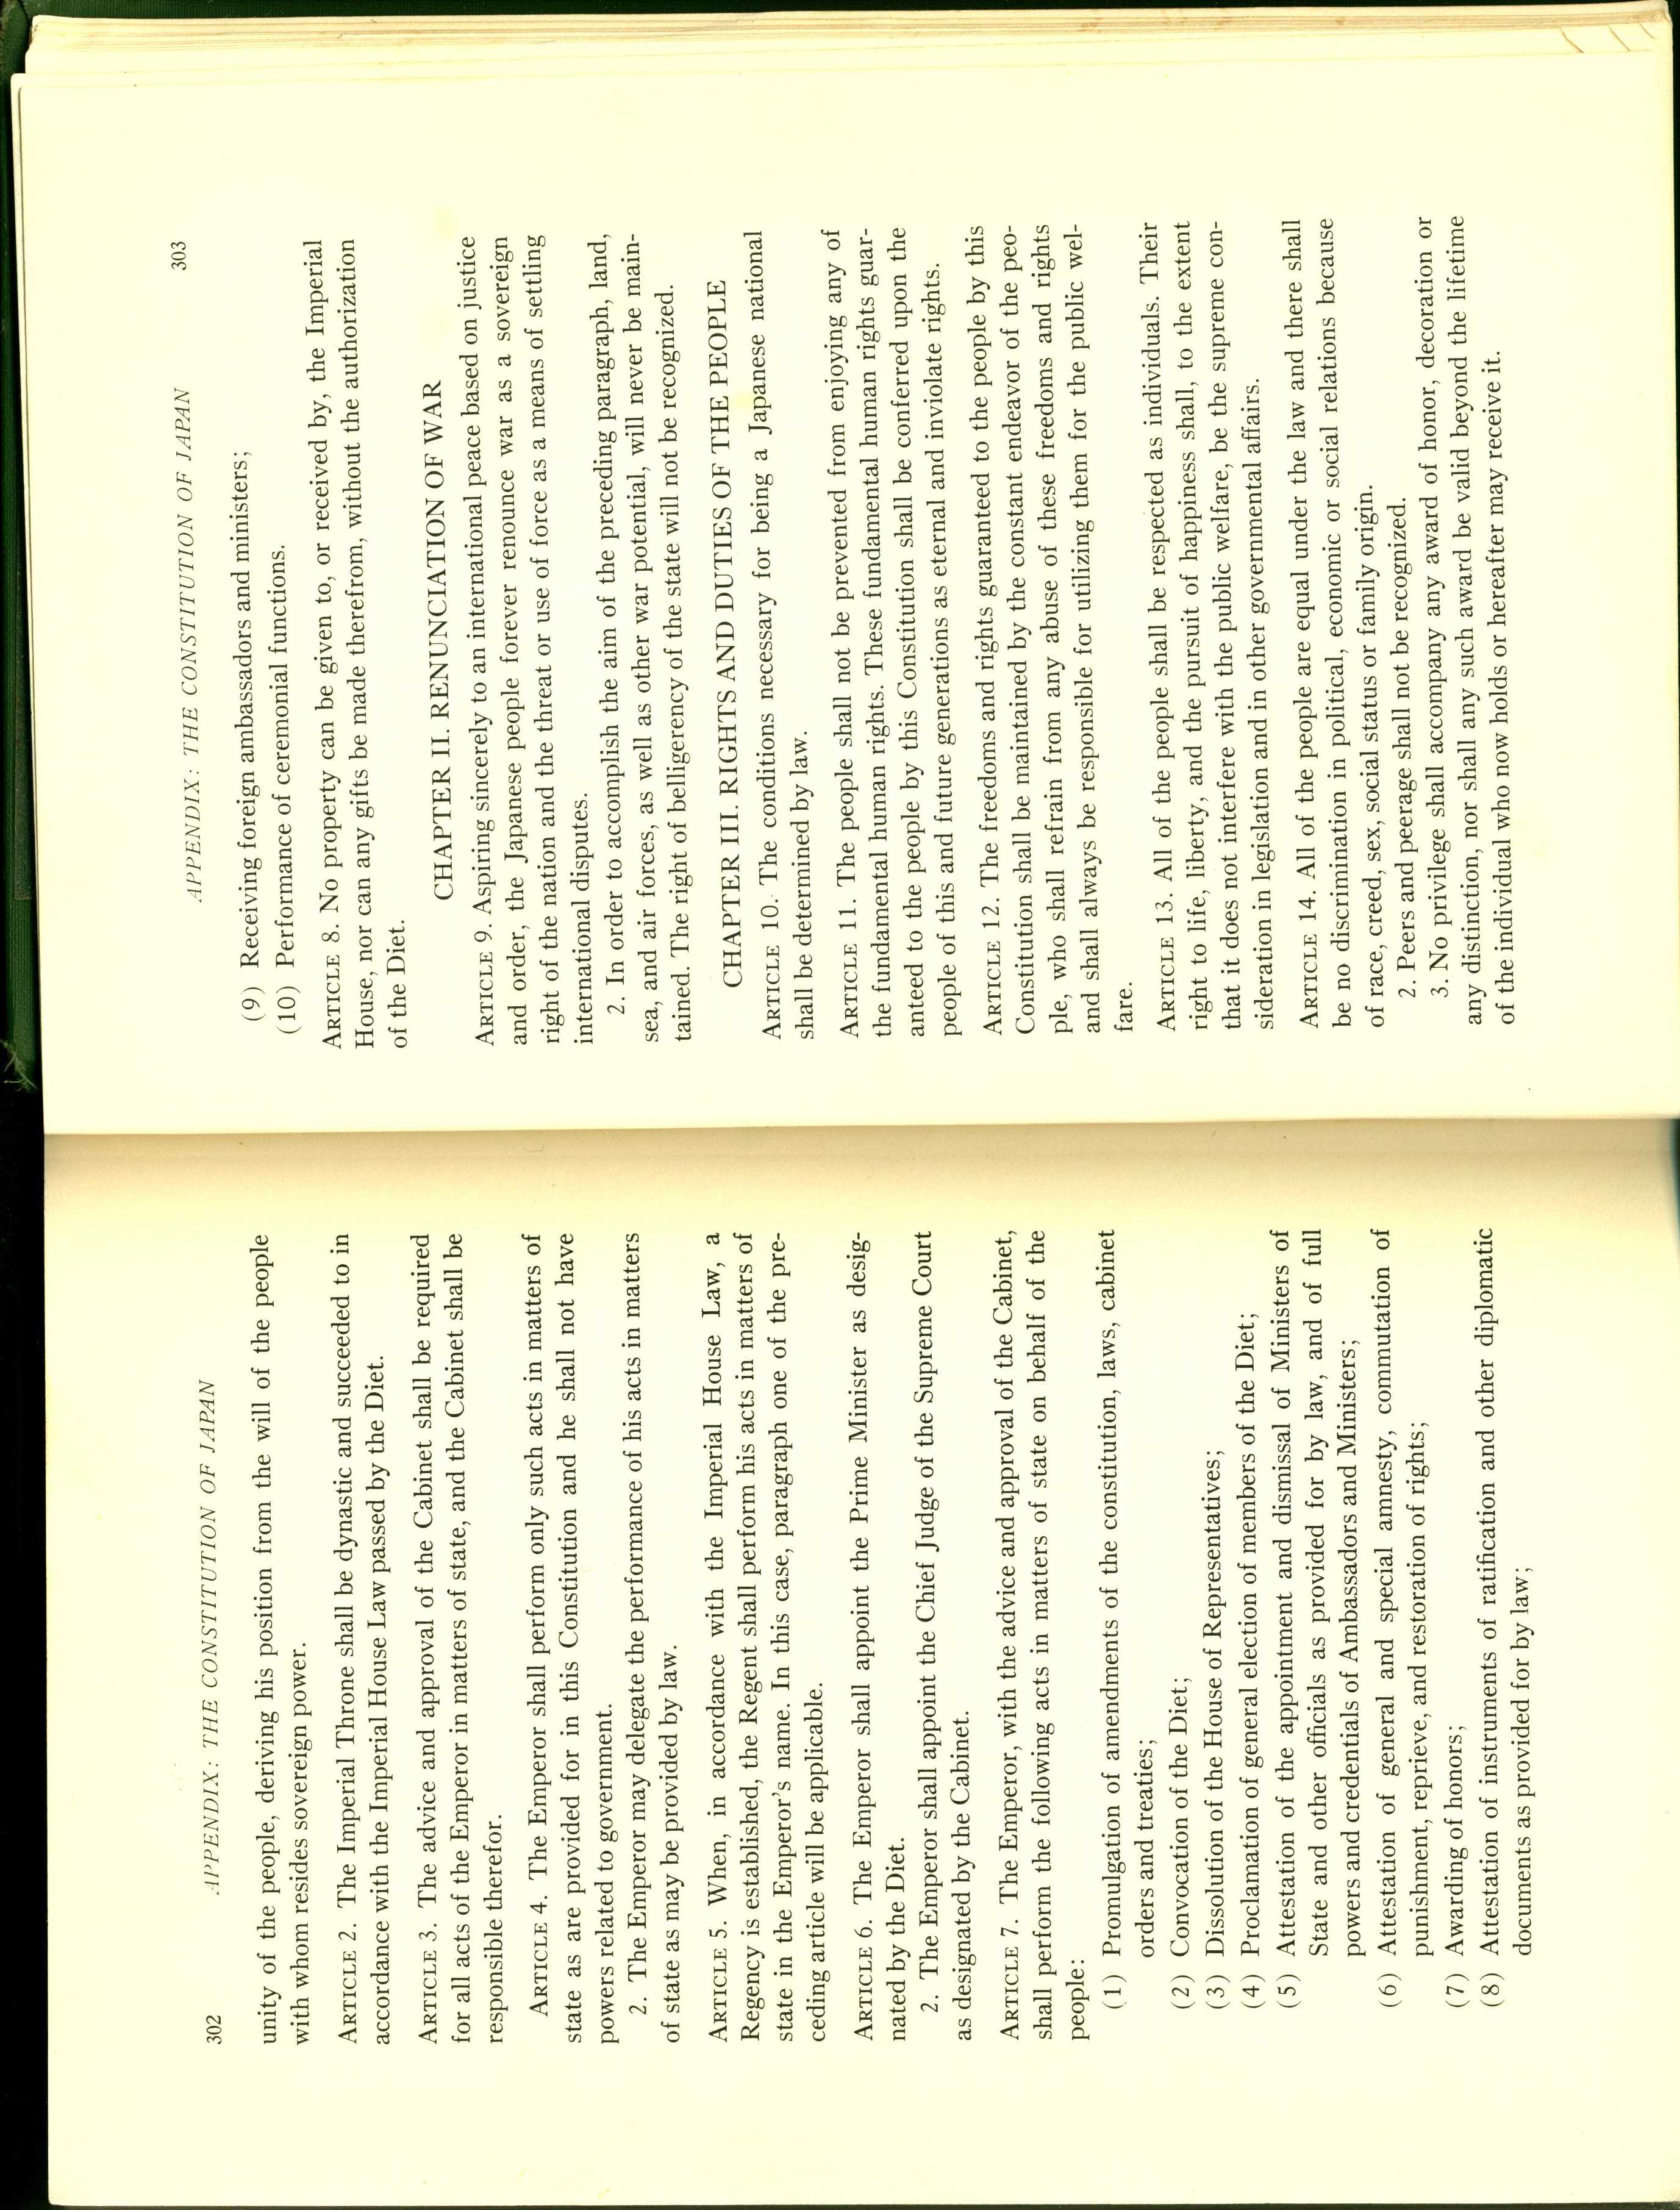 302 APPENDIX: THE CONSTITUTION OF JAPAN
unity of the people, deriving his position from the will of the people
with whom resides sovereign power.
ARTICLE 2. The Imperial Throne shall be dynastic and succeeded to in
accordance with the Imperial House Law passed by the Diet.
ARTICLE 3. The advice and approval of the Cabinet shall be required
for all acts of the Emperor in matters of state, and the Cabinet shall be
responsible therefor.
ARTICLE 4. The Emperor shall perform only such acts in matters of
state as are provided for in this Constitution and he shall not have
powers related to government.
2. The Emperor may delegate the performance of his acts in matters
of state as may be provided by law.
ARTICLE 5. When, in accordance with the Imperial House Law, a
Regency is established, the Regent shall perform his acts in matters of
state in the Emperor's name. In this case, paragraph one of the pre-
ceding article will be applicable.
ARTICLE 6. The Emperor shall appoint the Prime Minister as desig-
nated by the Diet.
2. The Emperor shall appoint the Chief Judge of the Supreme Court
as designated by the Cabinet.
ARTICLE 7. The Emperor, with the advice and approval of the Cabinet,
shall perform the following acts in matters of state on behalf of the
people:
(1) Promulgation of amendments of the constitution, laws, cabinet
orders and treaties;
(2) Convocation of the Diet;
(3) Dissolution of the House of Representatives;
(4) Proclamation of general election of members of the Diet;
(5) Attestation of the appointment and dismissal of Ministers of
State and other officials as provided for by law, and of full
powers and credentials of Ambassadors and Ministers;
(6) Attestation of general and special amnesty, commutation of
punishment, reprieve, and restoration of rights;
(7) Awarding of honors;
(8) Attestation of instruments of ratification and other diplomatic
documents as provided for by law;
APPENDIX: THE CONSTITUTION OF JAPAN 303
(9) Receiving foreign ambassadors and ministers;
(10) Performance of ceremonial functions.
ARTICLE 8. No property can be given to, or received by, the Imperial
House, nor can any gifts be made therefrom, without the authorization
of the Diet.
CHAPTER II. RENUNCIATION OF WAR
ARTICLE 9. Aspiring sincerely to an international peace based on justice
and order, the Japanese people forever renounce war as a sovereign
right of the nation and the threat or use of force as a means of settling
international disputes.
2. In order to accomplish the aim of the preceding paragraph, land,
sea, and air forces, as well as other war potential, will never be main-
tained. The right of belligerency of the state will not be recognized.
CHAPTER III. RIGHTS AND DUTIES OF THE PEOPLE
ARTICLE 10. The conditions necessary for being a Japanese national
shall be determined by law.
ARTICLE 11. The people shall not be prevented from enjoying any of
the fundamental human rights. These fundamental human rights guar-
anteed to the people by this Constitution shall be conferred upon the
people of this and future generations as eternal and inviolate rights.
ARTICLE 12. The freedoms and rights guaranteed to the people by this
Constitution shall be maintained by the constant endeavor of the peo-
ple, who shall refrain from any abuse of these freedoms and rights
and shall always be responsible for utilizing them for the public wel-
fare.
ARTICLE 13. All of the people shall be respected as individuals. Their
right to life, liberty, and the pursuit of happiness shall, to the extent
that it does not interfere with the public welfare, be the supreme con-
sideration in legislation and in other governmental affairs.
ARTICLE 14. All of the people are equal under the law and there shall
be no discrimination in political, economic or social relations because
of race, creed, sex, social status or family origin.
2. Peers and peerage shall not be recognized.
3. No privilege shall accompany any award of honor, decoration or
any distinction, nor shall any such award be valid beyond the lifetime
of the individual who now holds or hereafter may receive it.